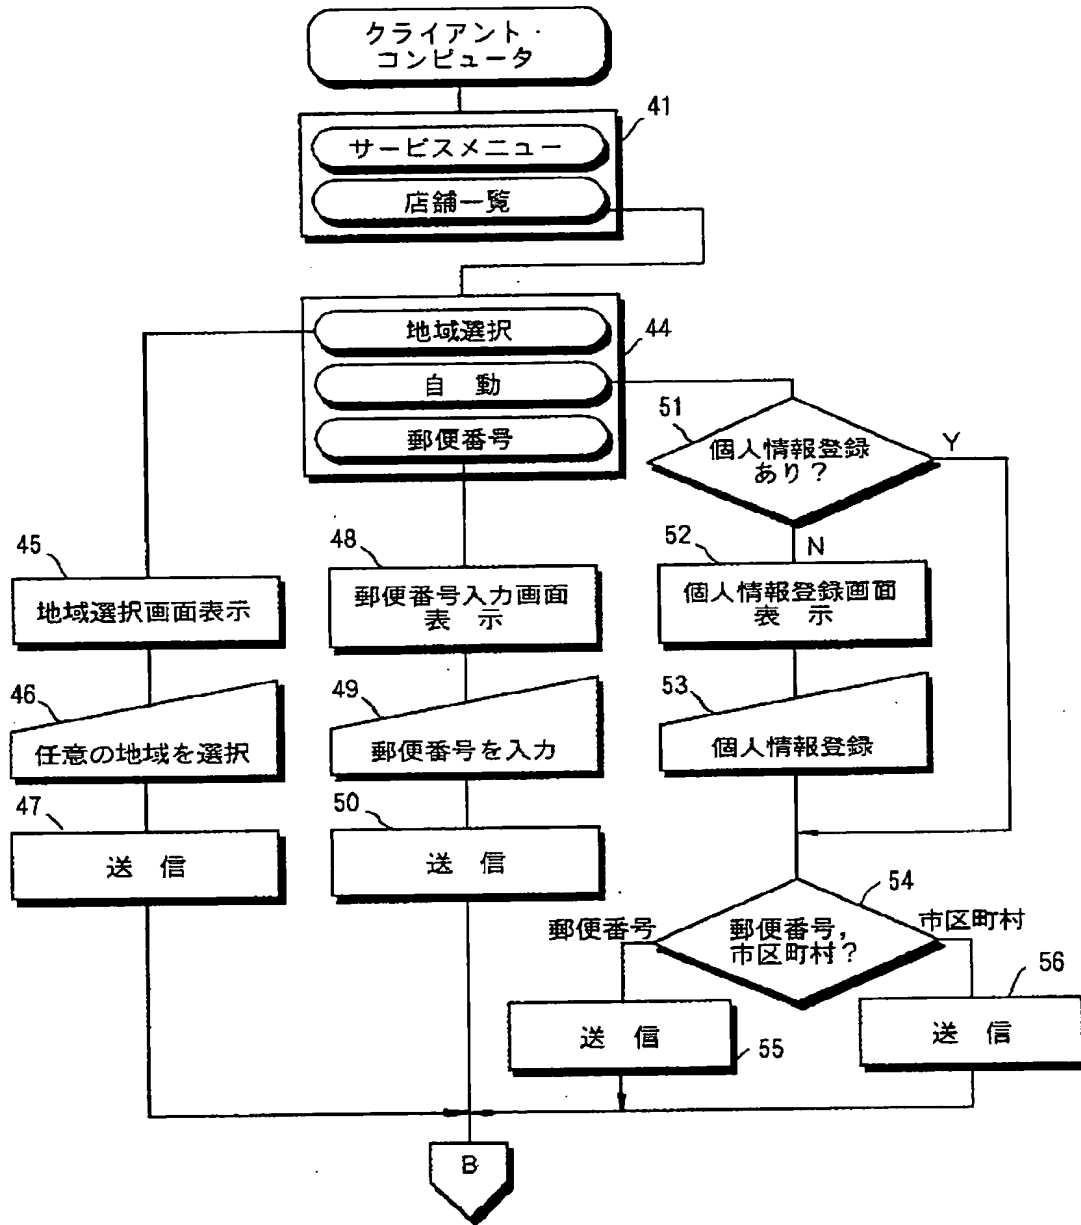 クライアント・
コンピュータ
41
サービスメニュー
店舗一覧
44
地域選択
自動
郵便番号
51
個人情報登録
あり?
Y
N
45
地域選択画面表示
48
郵便番号入力画面
表示
52
個人情報登録画面
表示
46
任意の地域を選択
49
郵便番号を入力
53
個人情報登録
47
送信
50
送信
54
郵便番号
郵便番号,
市区町村?
市区町村
送信
55
56
送信
B